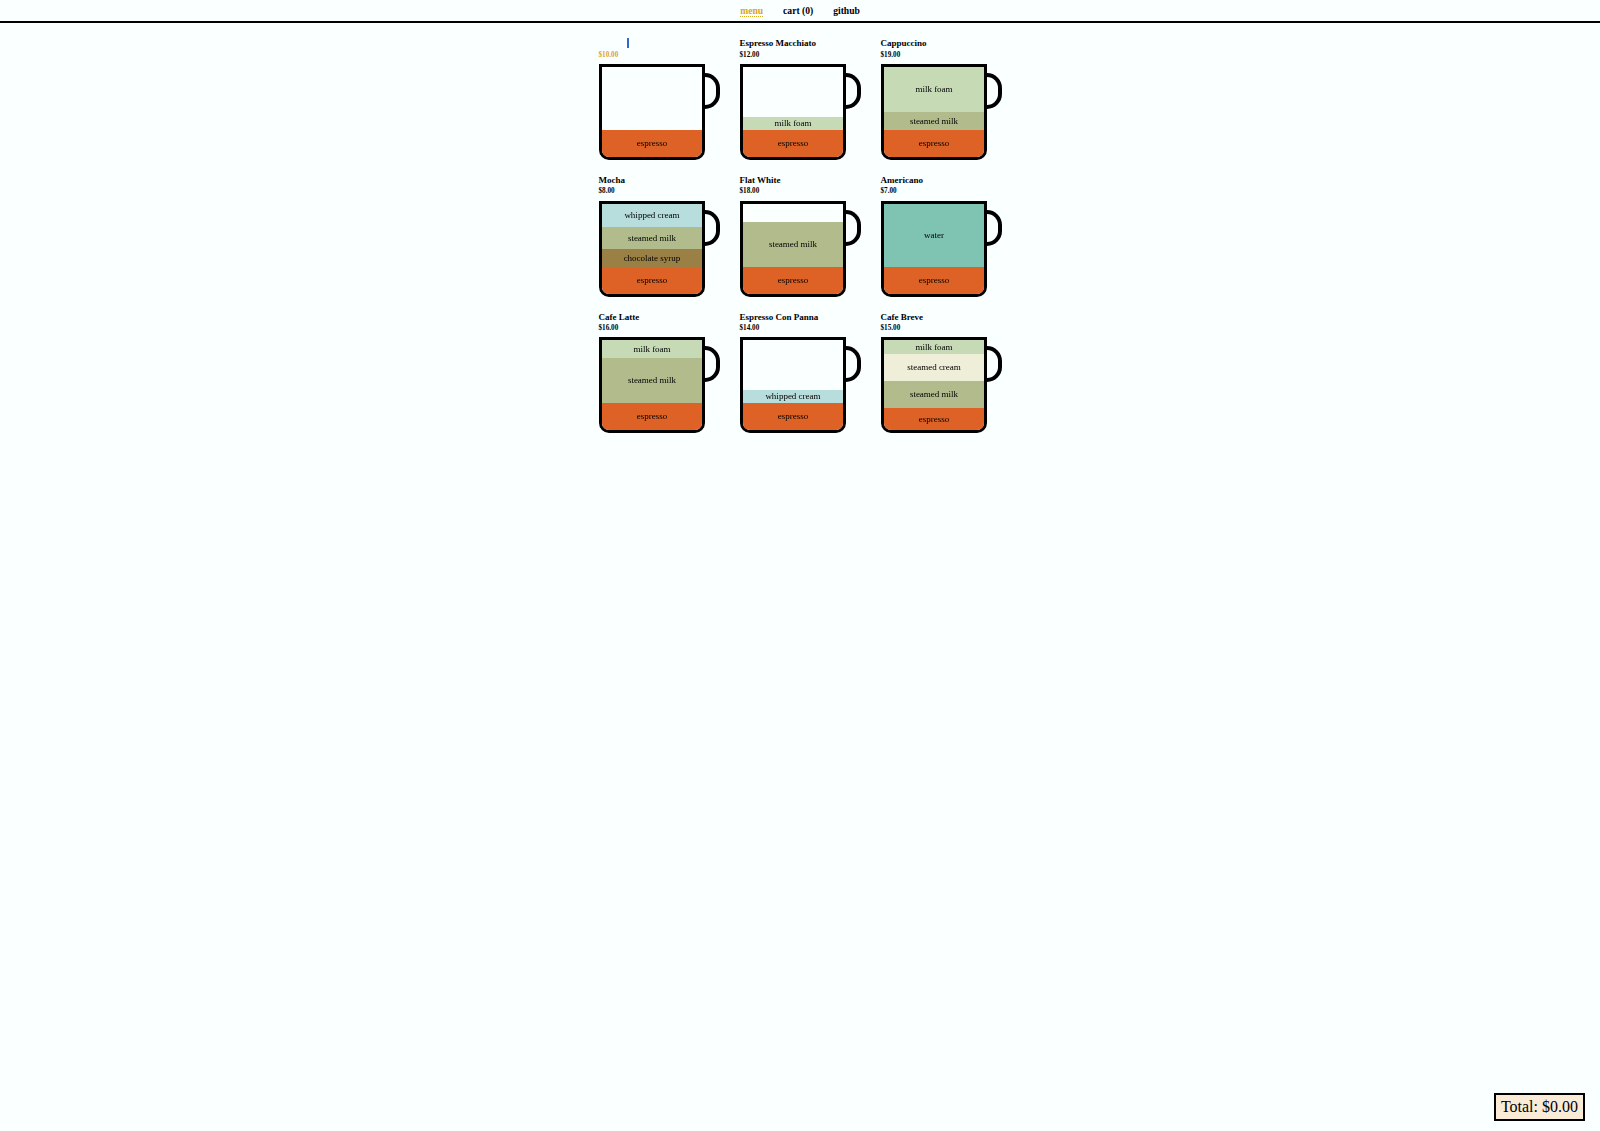 menu cart (0) github
$10.00
espresso
Espresso Macchiato
$12.00
milk foam
espresso
Cappuccino
$19.00
milk foam
steamed milk
espresso
Mocha
$8.00
whipped cream
steamed milk
chocolate syrup
espresso
Flat White
$18.00
steamed milk
espresso
Americano
$7.00
water
espresso
Cafe Latte
$16.00
milk foam
steamed milk
espresso
Espresso Con Panna
$14.00
whipped cream
espresso
Cafe Breve
$15.00
milk foam
steamed cream
steamed milk
espresso
Total: $0.00